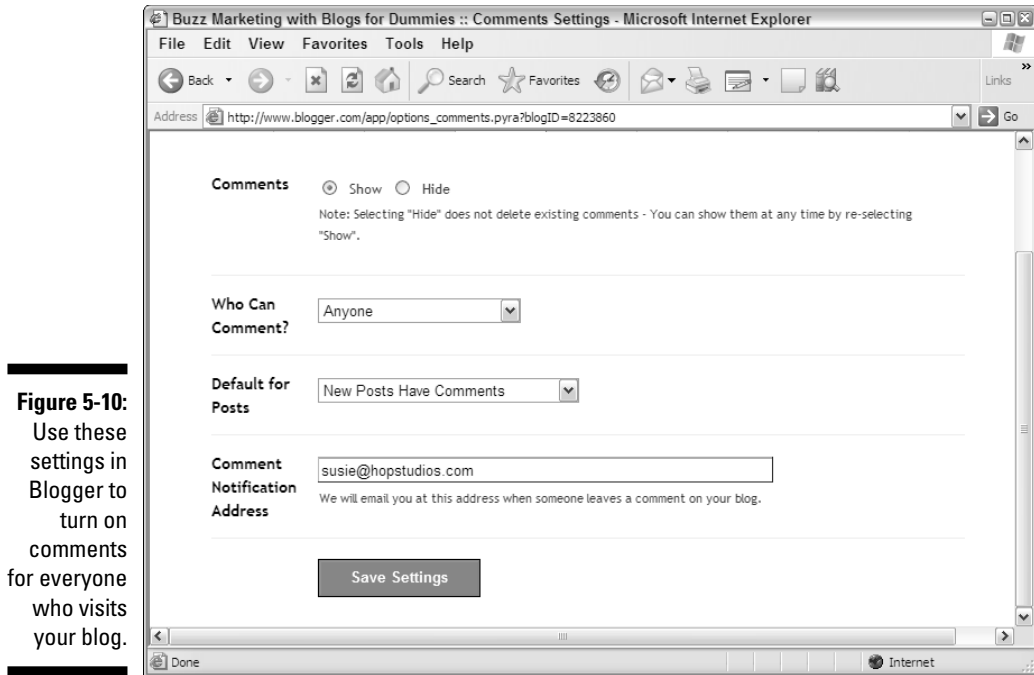 Buzz Marketing with Blogs for Dummies :: Comments Settings - Microsoft Internet Explorer
File Edit View Favorites Tools Help
Back Search Favorites Links »
Address http://www.blogger.com/app/options_comments.pyra?blogID=8223860 Go
Comments Show Hide
Note: Selecting "Hide" does not delete existing comments - You can show them at any time by re-selecting
"Show".
Who Can
Comment?
Anyone
Default for
Posts
New Posts Have Comments
Comment
Notification
Address
susie@hopstudios.com
We will email you at this address when someone leaves a comment on your blog.
Save Settings
Done Internet
Figure 5-10:
Use these
settings in
Blogger to
turn on
comments
for everyone
who visits
your blog.